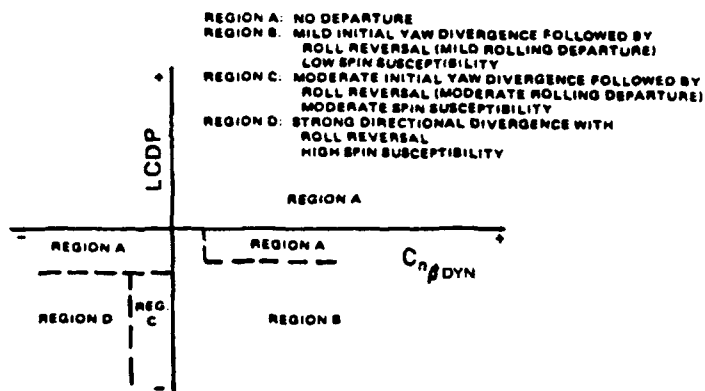 REGION A: NO DEPARTURE
REGION B: MILD INITIAL YAW DIVERGENCE FOLLOWED BY
ROLL REVERSAL (MILD ROLLING DEPARTURE)
LOW SPIN SUSCEPTIBILITY
REGION C: MODERATE INITIAL YAW DIVERGENCE FOLLOWED BY
ROLL REVERSAL (MODERATE ROLLING DEPARTURE)
MODERATE SPIN SUSCEPTIBILITY
REGION D: STRONG DIRECTIONAL DIVERGENCE WITH
ROLL REVERSAL
HIGH SPIN SUSCEPTIBILITY
+
LCDP
REGION A
-
+
REGION A
REGION A
CnβDYN
REGION D
REG. C
REGION B
-